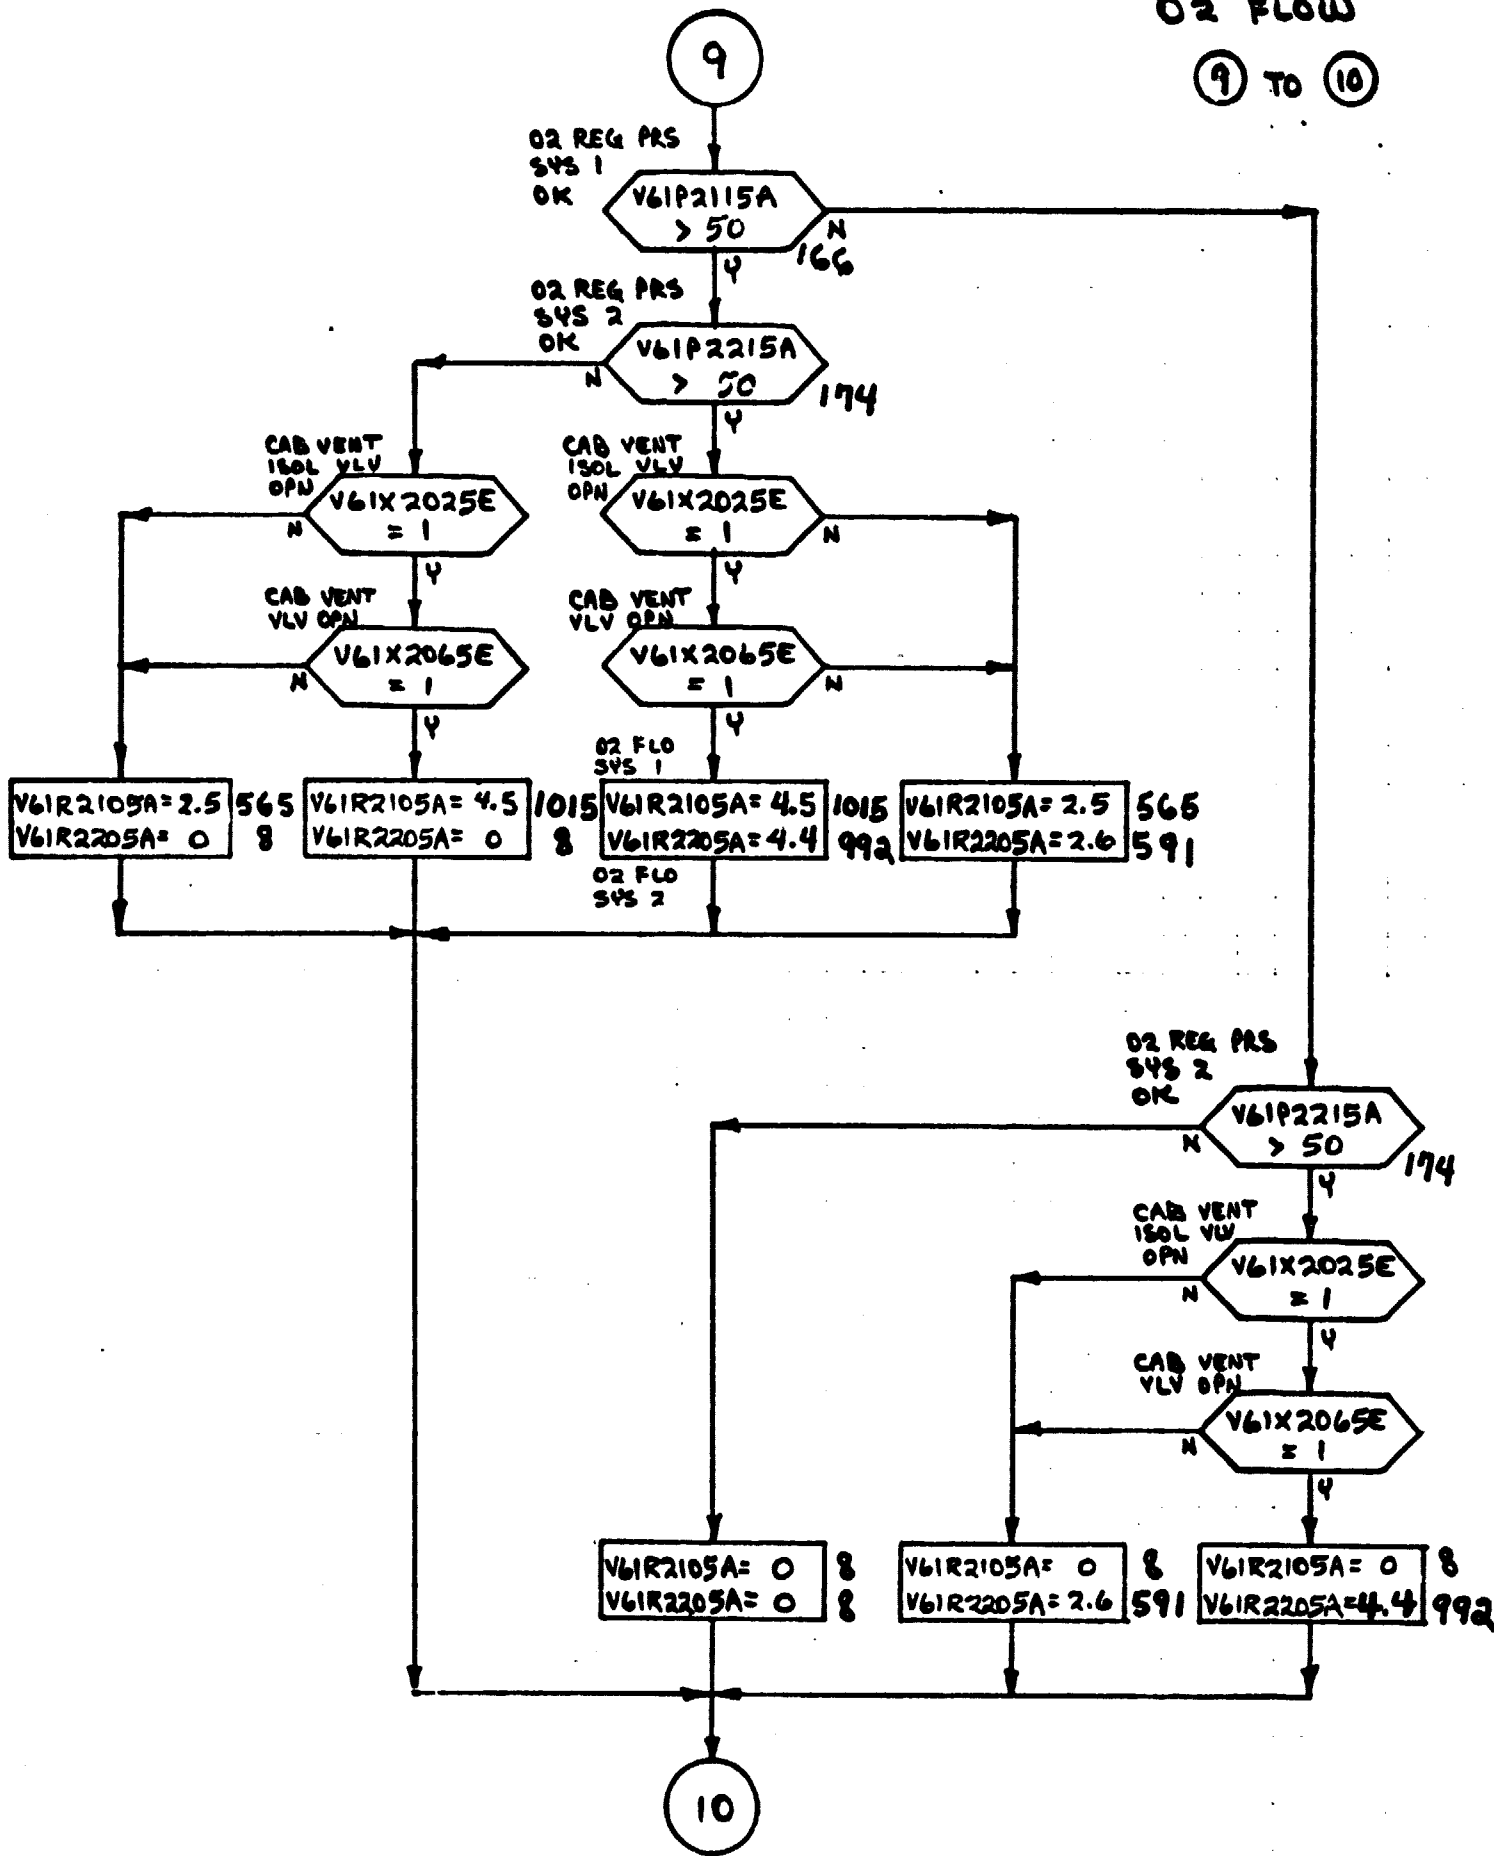 O2 FLOW
9 TO 10
9
O2 REG PRS
SYS 1
OK
V61P2115A
> 50
N
166
Y
O2 REG PRS
SYS 2
OK
V61P2215A
> 50
N
174
Y
CAB VENT
ISOL VLV
OPN
V61X2025E
= 1
N
Y
CAB VENT
ISOL VLV
OPN
V61X2025E
= 1
N
Y
CAB VENT
VLV OPN
V61X2065E
= 1
N
Y
CAB VENT
VLV OPN
V61X2065E
= 1
N
Y
O2 FLO
SYS 1
V61R2105A= 2.5 565
V61R2205A= 0 8
V61R2105A= 4.5 1015
V61R2205A= 0 8
V61R2105A= 4.5 1015
V61R2205A= 4.4 992
V61R2105A= 2.5 565
V61R2205A= 2.6 591
O2 FLO
SYS 2
O2 REG PRS
SYS 2
OK
V61P2215A
> 50
N
174
Y
CAB VENT
ISOL VLV
OPN
V61X2025E
= 1
N
Y
CAB VENT
VLV OPN
V61X2065E
= 1
N
Y
V61R2105A= 0 8
V61R2205A= 0 8
V61R2105A= 0 8
V61R2205A= 2.6 591
V61R2105A= 0 8
V61R2205A=4.4 992
10